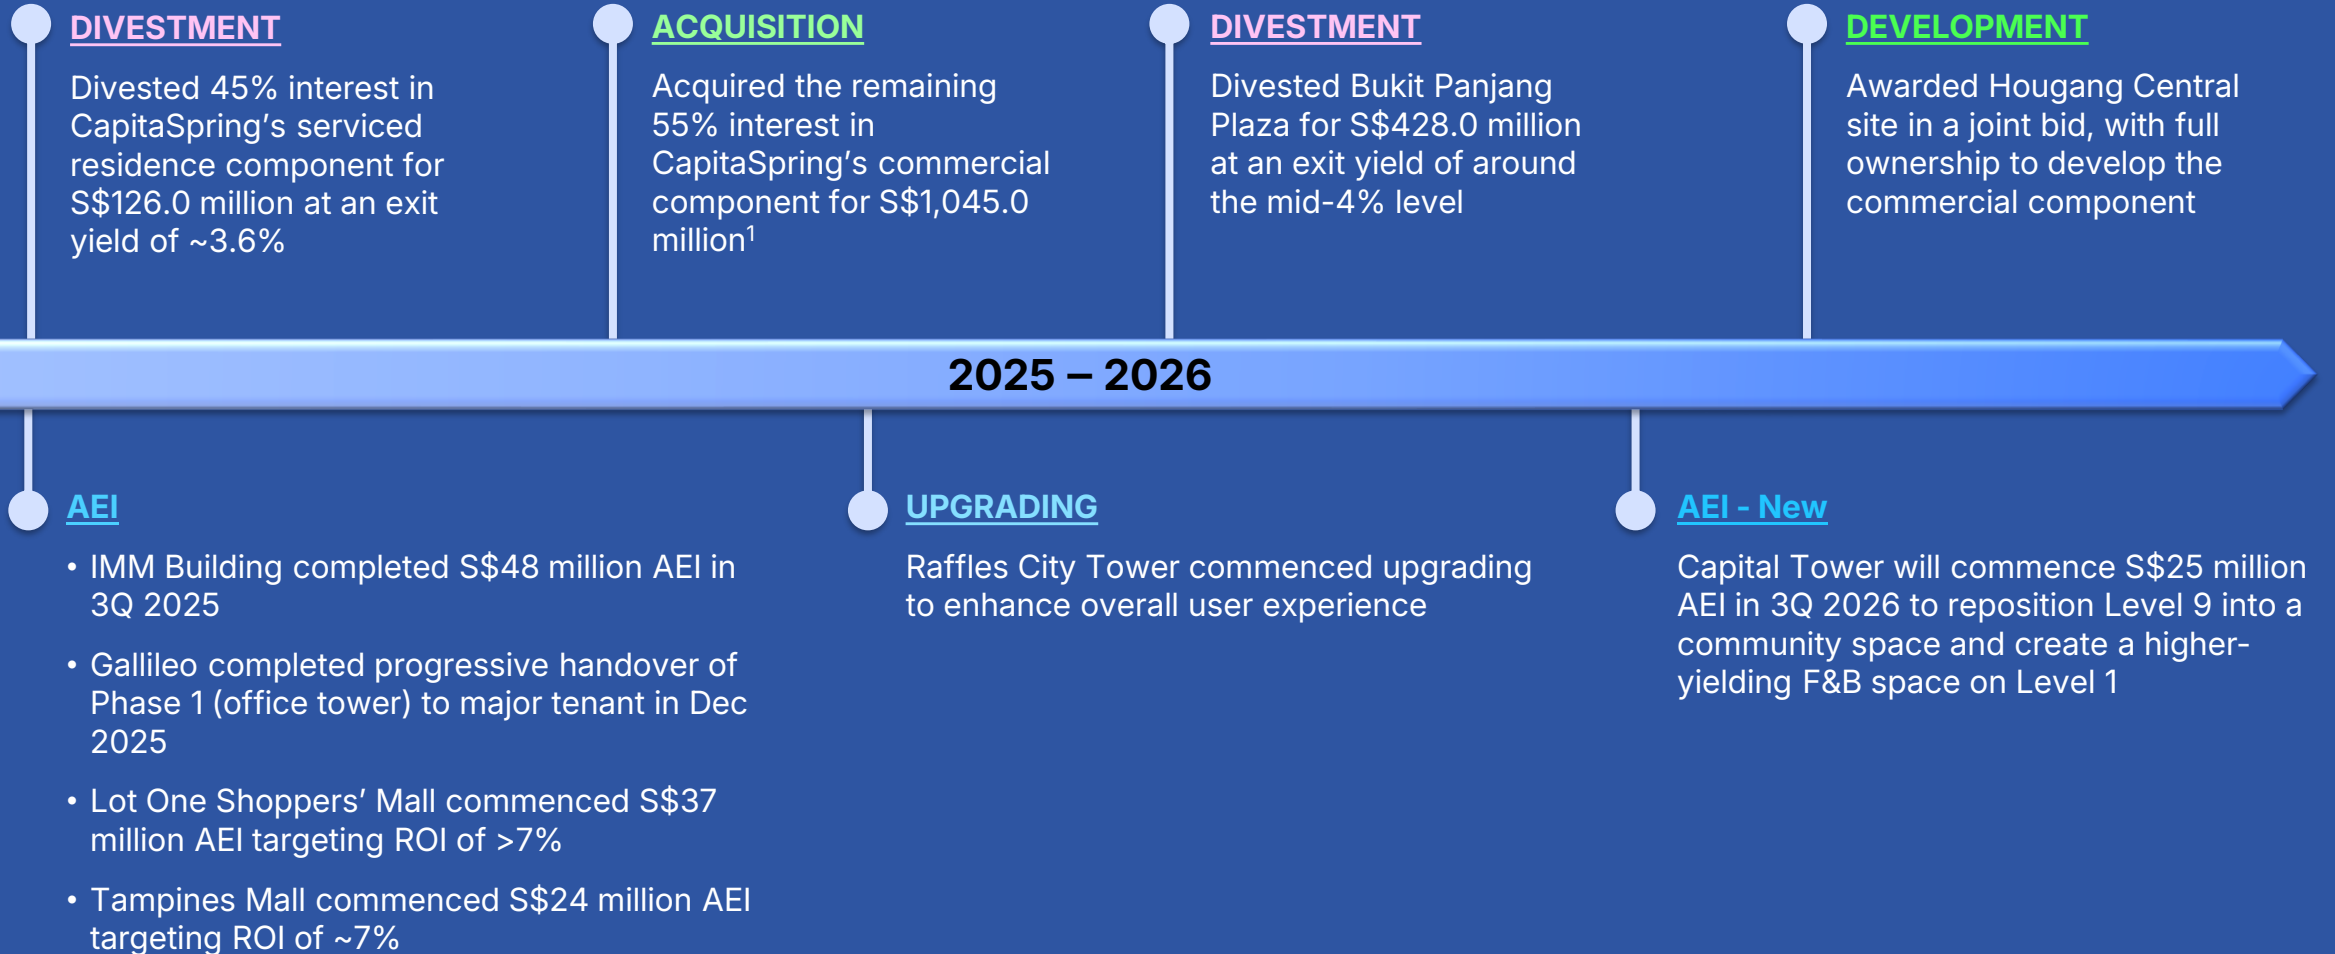 DIVESTMENT
Divested 45% interest in
CapitaSpring’s serviced
residence component for
S$126.0 million at an exit
yield of ~3.6%
ACQUISITION
Acquired the remaining
55% interest in
CapitaSpring’s commercial
component for S$1,045.0
million¹
DIVESTMENT
Divested Bukit Panjang
Plaza for S$428.0 million
at an exit yield of around
the mid-4% level
DEVELOPMENT
Awarded Hougang Central
site in a joint bid, with full
ownership to develop the
commercial component
2025 – 2026
AEI
• IMM Building completed S$48 million AEI in
3Q 2025
• Gallileo completed progressive handover of
Phase 1 (office tower) to major tenant in Dec
2025
• Lot One Shoppers’ Mall commenced S$37
million AEI targeting ROI of >7%
• Tampines Mall commenced S$24 million AEI
targeting ROI of ~7%
UPGRADING
Raffles City Tower commenced upgrading
to enhance overall user experience
AEI - New
Capital Tower will commence S$25 million
AEI in 3Q 2026 to reposition Level 9 into a
community space and create a higher-
yielding F&B space on Level 1